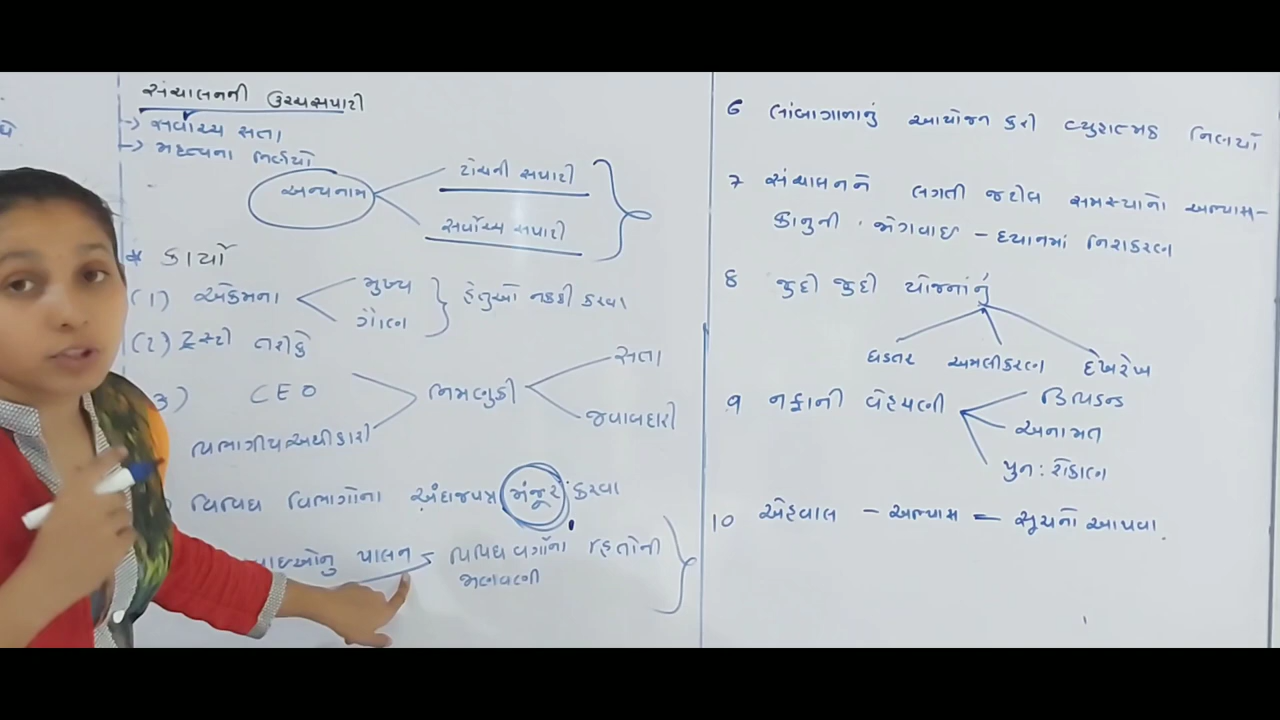 સંચાલનની ઉચ્ચસપાટી
→ સર્વોચ્ચ સતા
→ મહત્વના નિર્ણયો
અન્યનામ
ટોચની સપાટી
સર્વોચ્ચ સપાટી
* કાર્યો
(1) એકમના
મુખ્ય
ગૌણ
હેતુઓ નક્કી કરવા
(2) ટ્રસ્ટી તરીકે
3)
CEO
વિભાગીય અધીકારી
નિમણુકી
સતા
જવાબદારી
વિવિધ વિભાગોના અંદાજપત્ર મંજૂર કરવા
પાલન
વિવિધ વર્ગોના હિતોની
જાળવણી
6 લાંબાગાળાનું આયોજન કરી વ્યુહાત્મક નિર્ણયો
7 સંચાલનને લગતી જટીલ સમસ્યાનો અભ્યાસ-
કાનુની જોગવાઇ - ધ્યાનમાં નિરાકરણ
8 જુદી જુદી યોજનાનું
ઘડતર અમલીકરણ દેખરેખ
9 નફાની વહેચણી
ડિવિડન્ડ
અનામત
પુન: રોકાણ
10 એહવાલ - અભ્યાસ - સૂચનો આપવા.